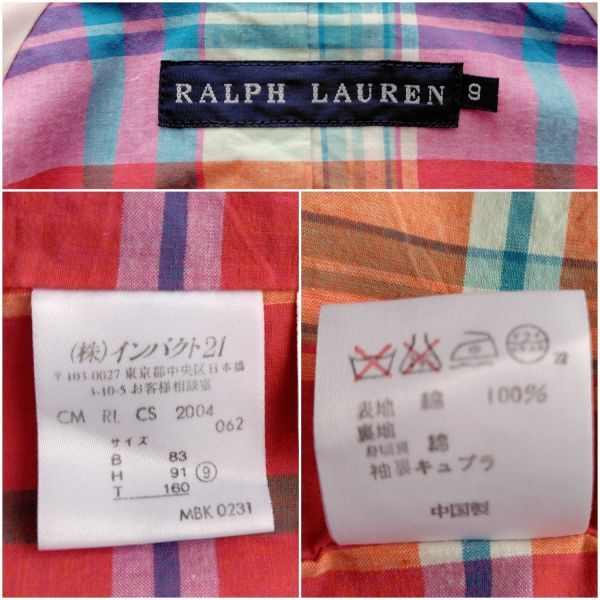 RALPH LAUREN 9
(株)インパクト21
〒103-0027 東京都中央区日本橋
3-10-5 お客様相談室
CM RL CS 2004
062
サイズ
B 83
H 91
T 160
9
MBK 0231
表地 綿 100%
裏地
身頃裏 綿
袖裏 キュプラ
中国製